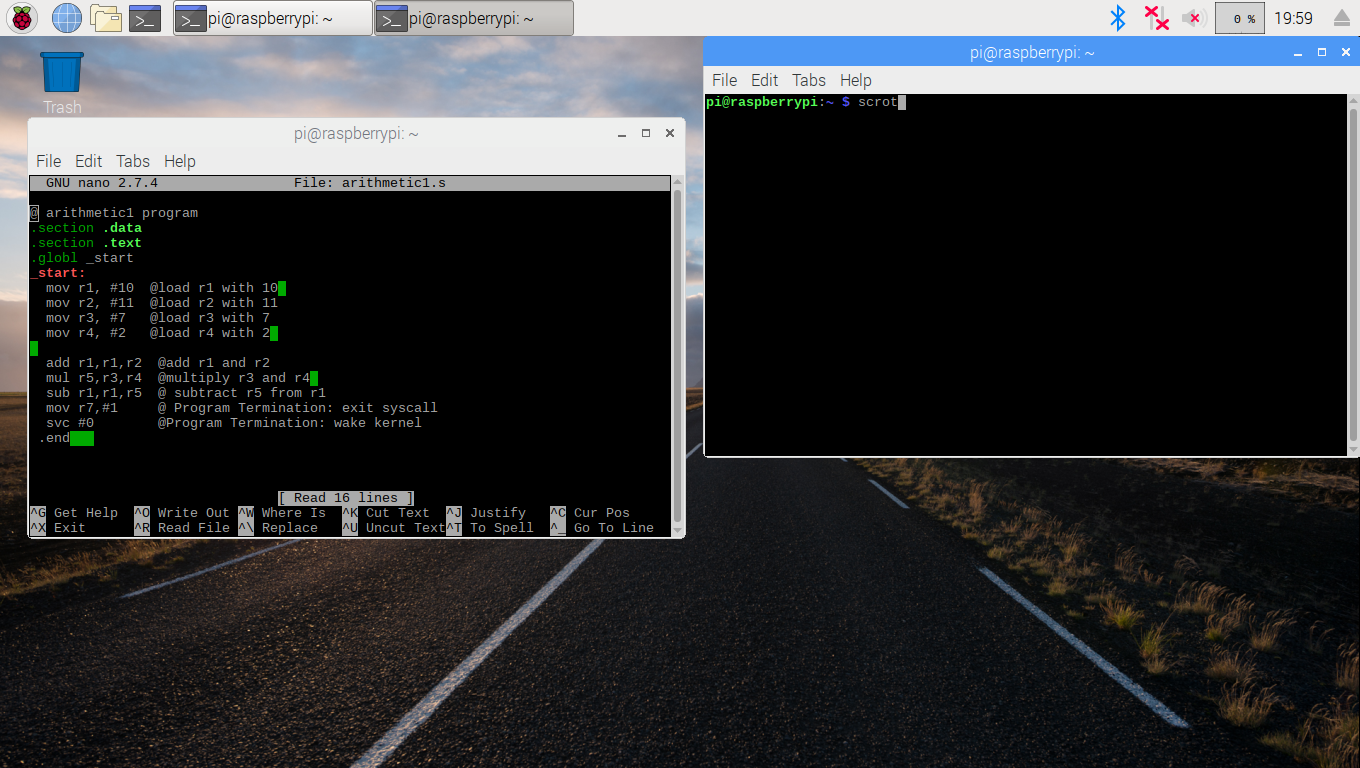 pi@raspberrypi: ~
pi@raspberrypi: ~
0 %
19:59
Trash
pi@raspberrypi: ~
File Edit Tabs Help
GNU nano 2.7.4 File: arithmetic1.s
@ arithmetic1 program
.section .data
.section .text
.globl _start
_start:
mov r1, #10 @load r1 with 10
mov r2, #11 @load r2 with 11
mov r3, #7 @load r3 with 7
mov r4, #2 @load r4 with 2
add r1,r1,r2 @add r1 and r2
mul r5,r3,r4 @multiply r3 and r4
sub r1,r1,r5 @ subtract r5 from r1
mov r7,#1 @ Program Termination: exit syscall
svc #0 @Program Termination: wake kernel
.end
[ Read 16 lines ]
^G Get Help ^O Write Out ^W Where Is ^K Cut Text ^J Justify ^C Cur Pos
^X Exit ^R Read File ^\ Replace ^U Uncut Text ^T To Spell ^_ Go To Line
pi@raspberrypi: ~
File Edit Tabs Help
pi@raspberrypi:~ $ scrot